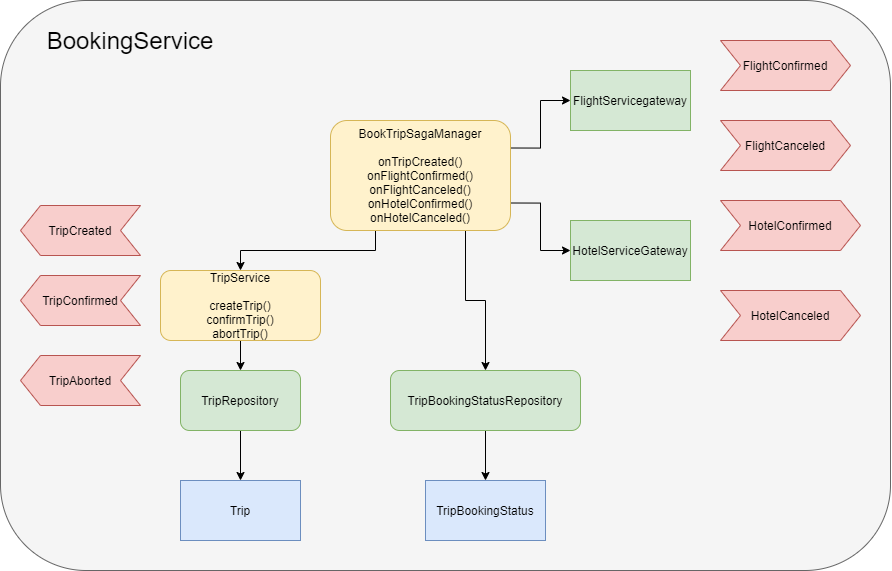 BookingService
FlightConfirmed
FlightServicegateway
BookTripSagaManager
FlightCanceled
onTripCreated()
onFlightConfirmed()
onFlightCanceled()
onHotelConfirmed()
onHotelCanceled()
HotelConfirmed
TripCreated
HotelServiceGateway
TripService
TripConfirmed
createTrip()
confirmTrip()
abortTrip()
HotelCanceled
TripAborted
TripRepository
TripBookingStatusRepository
Trip
TripBookingStatus